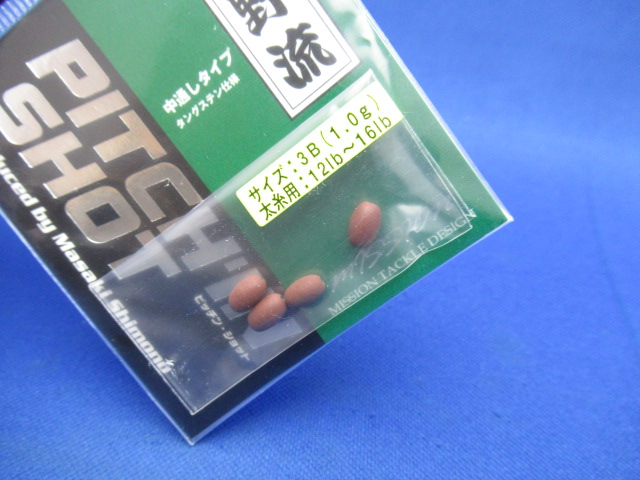 野流
中通しタイプ
タングステン仕様
PITCH'N
SHOT
ピッチン・ショット
duced by Masaki Shimono
サイズ：3B(1.0g)
太糸用：12lb～16lb
MISSION TACKLE DESIGN